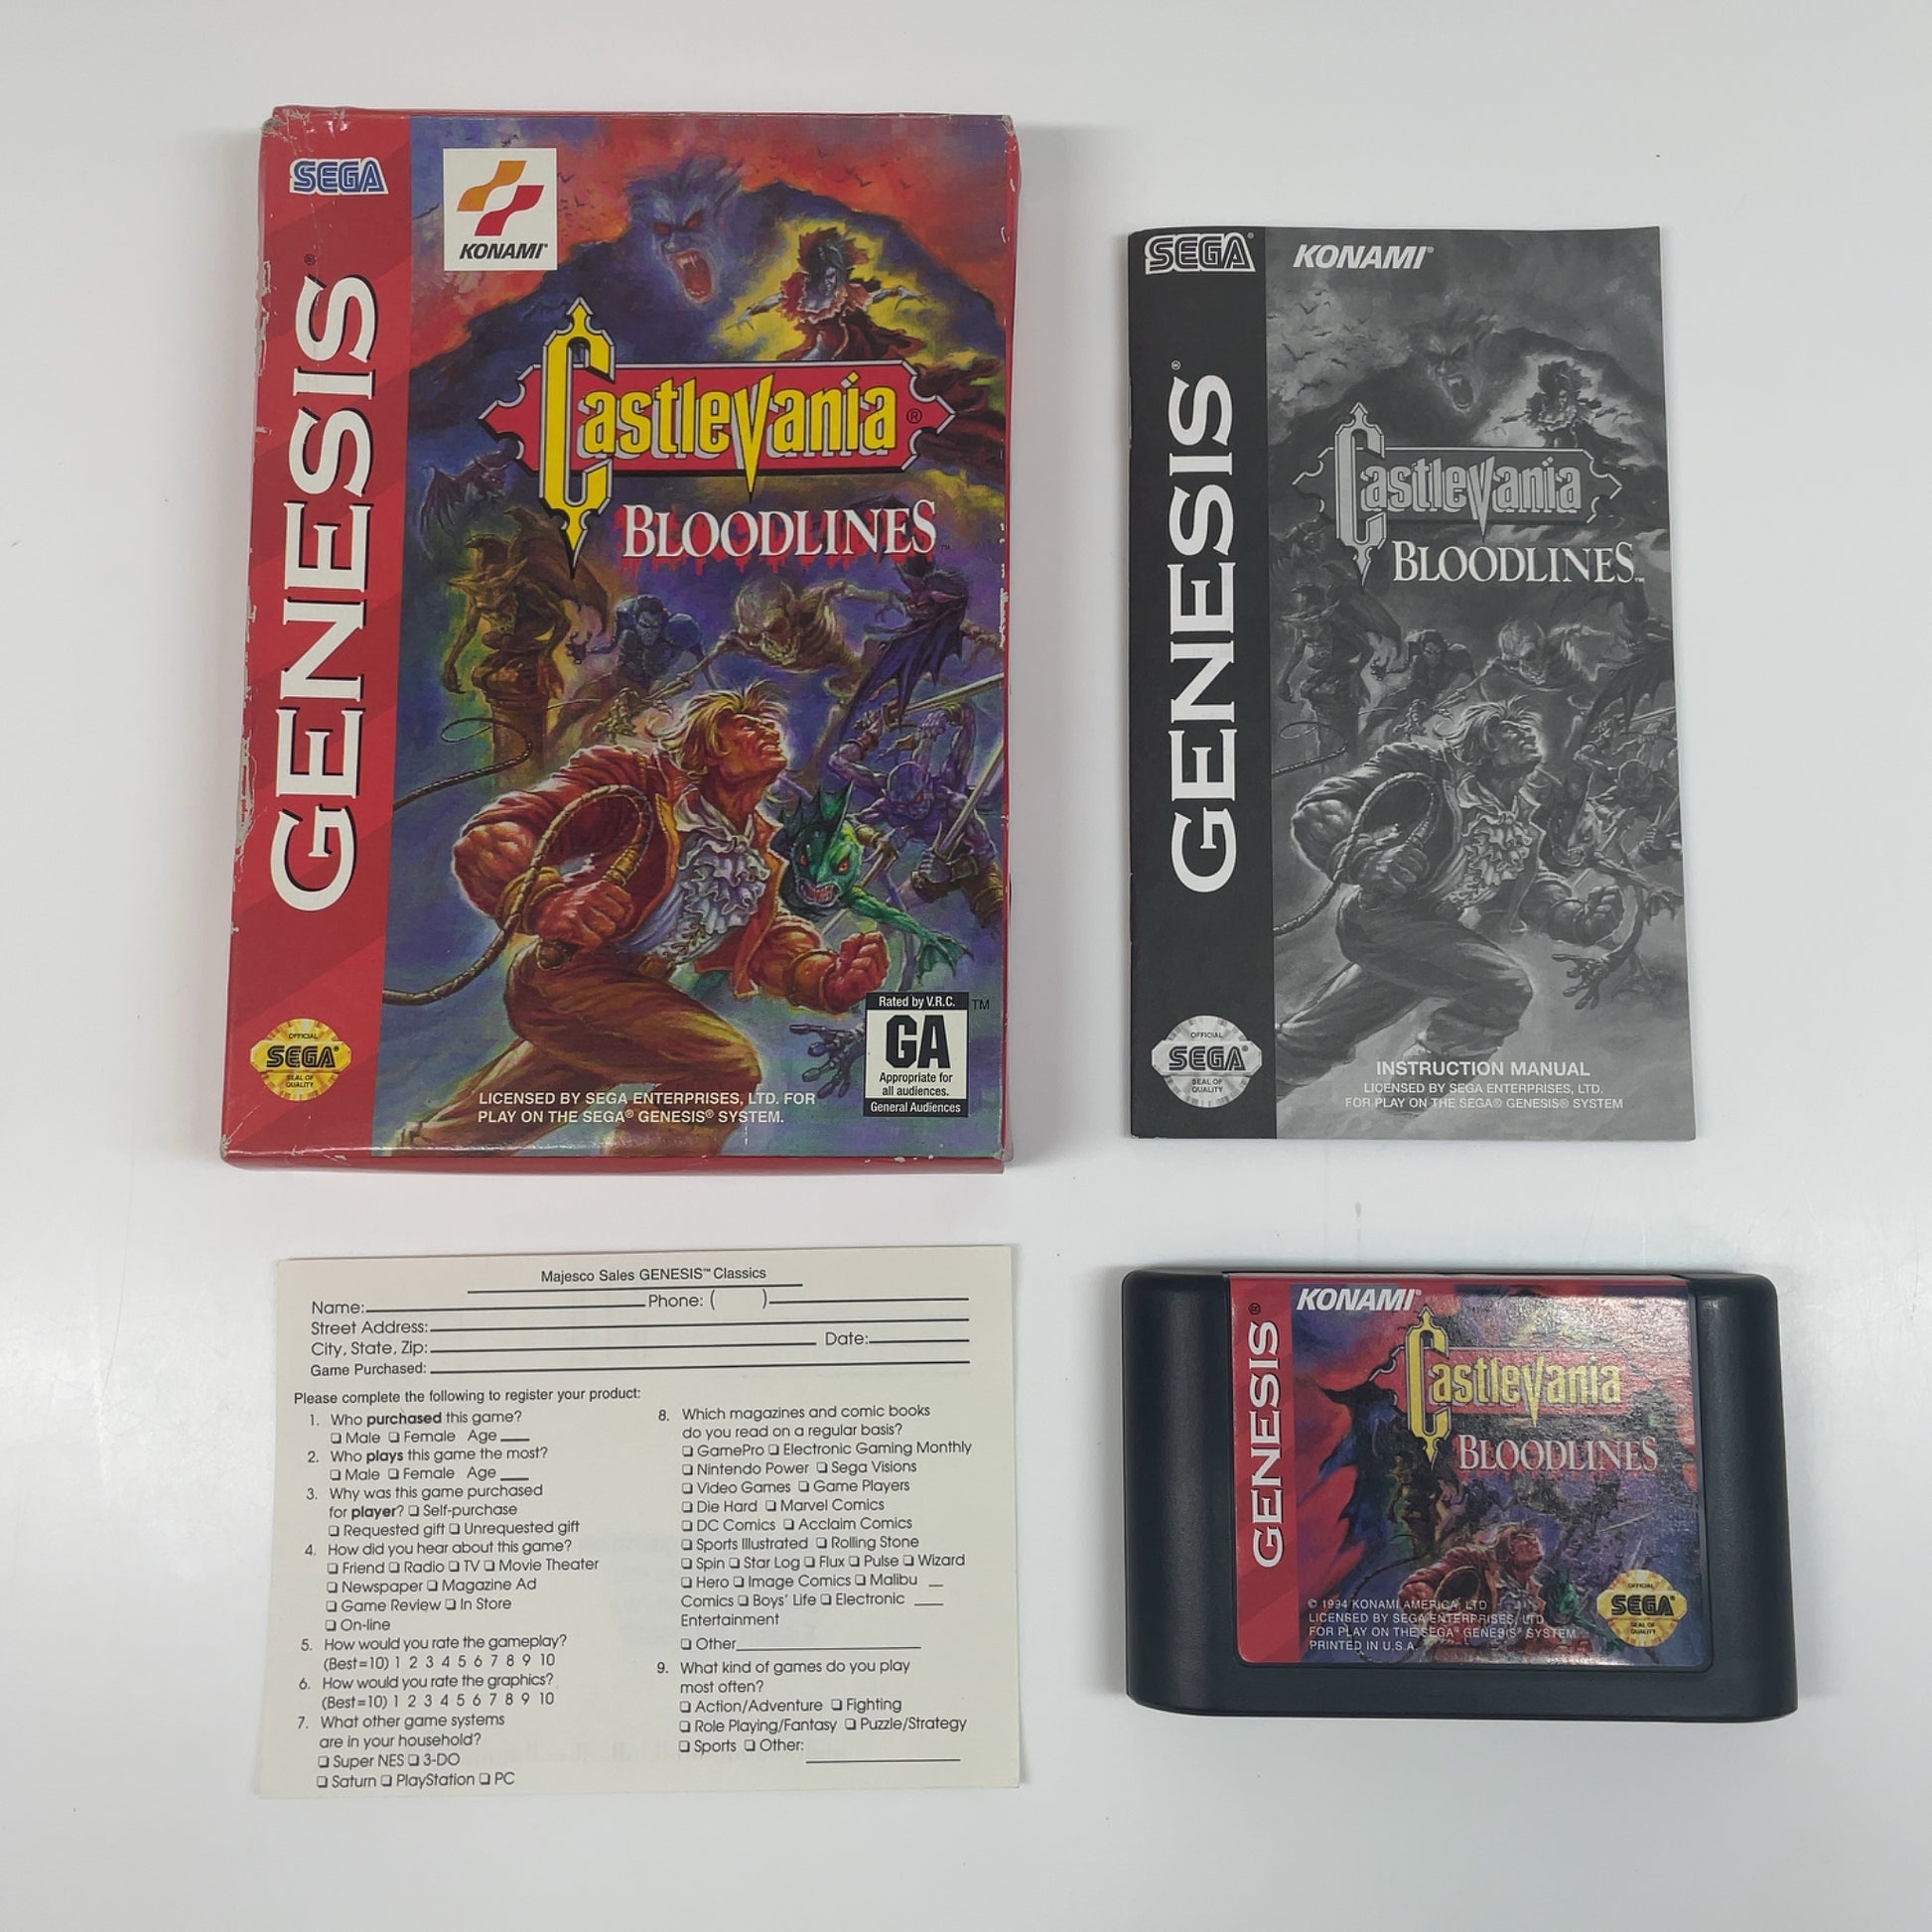 SEGA
GENESIS®
KONAMI®
Castlevania®
BLOODLINES™
Rated by V.R.C.
GA
Appropriate for
all audiences.
General Audiences
TM
OFFICIAL
SEGA®
SEAL OF
QUALITY
LICENSED BY SEGA ENTERPRISES, LTD. FOR
PLAY ON THE SEGA® GENESIS® SYSTEM.
SEGA®
KONAMI®
GENESIS®
Castlevania
BLOODLINES™
OFFICIAL
SEGA®
SEAL OF
QUALITY
INSTRUCTION MANUAL
LICENSED BY SEGA ENTERPRISES, LTD.
FOR PLAY ON THE SEGA® GENESIS® SYSTEM
Majesco Sales GENESIS™ Classics
Name: Phone: ( )
Street Address:
City, State, Zip: Date:
Game Purchased:
Please complete the following to register your product:
1. Who purchased this game?
❏ Male ❏ Female Age
2. Who plays this game the most?
❏ Male ❏ Female Age
3. Why was this game purchased
for player? ❏ Self-purchase
❏ Requested gift ❏ Unrequested gift
4. How did you hear about this game?
❏ Friend ❏ Radio ❏ TV ❏ Movie Theater
❏ Newspaper ❏ Magazine Ad
❏ Game Review ❏ In Store
❏ On-line
5. How would you rate the gameplay?
(Best=10) 1 2 3 4 5 6 7 8 9 10
6. How would you rate the graphics?
(Best=10) 1 2 3 4 5 6 7 8 9 10
7. What other game systems
are in your household?
❏ Super NES ❏ 3-DO
❏ Saturn ❏ PlayStation ❏ PC
8. Which magazines and comic books
do you read on a regular basis?
❏ GamePro ❏ Electronic Gaming Monthly
❏ Nintendo Power ❏ Sega Visions
❏ Video Games ❏ Game Players
❏ Die Hard ❏ Marvel Comics
❏ DC Comics ❏ Acclaim Comics
❏ Sports Illustrated ❏ Rolling Stone
❏ Spin ❏ Star Log ❏ Flux ❏ Pulse ❏ Wizard
❏ Hero ❏ Image Comics ❏ Malibu
Comics ❏ Boys' Life ❏ Electronic
Entertainment
❏ Other
9. What kind of games do you play
most often?
❏ Action/Adventure ❏ Fighting
❏ Role Playing/Fantasy ❏ Puzzle/Strategy
❏ Sports ❏ Other:
GENESIS®
KONAMI®
Castlevania
BLOODLINES
© 1994 KONAMI AMERICA, LTD
LICENSED BY SEGA ENTERPRISES, LTD.
FOR PLAY ON THE SEGA® GENESIS® SYSTEM
PRINTED IN U.S.A.
OFFICIAL
SEGA®
SEAL OF
QUALITY